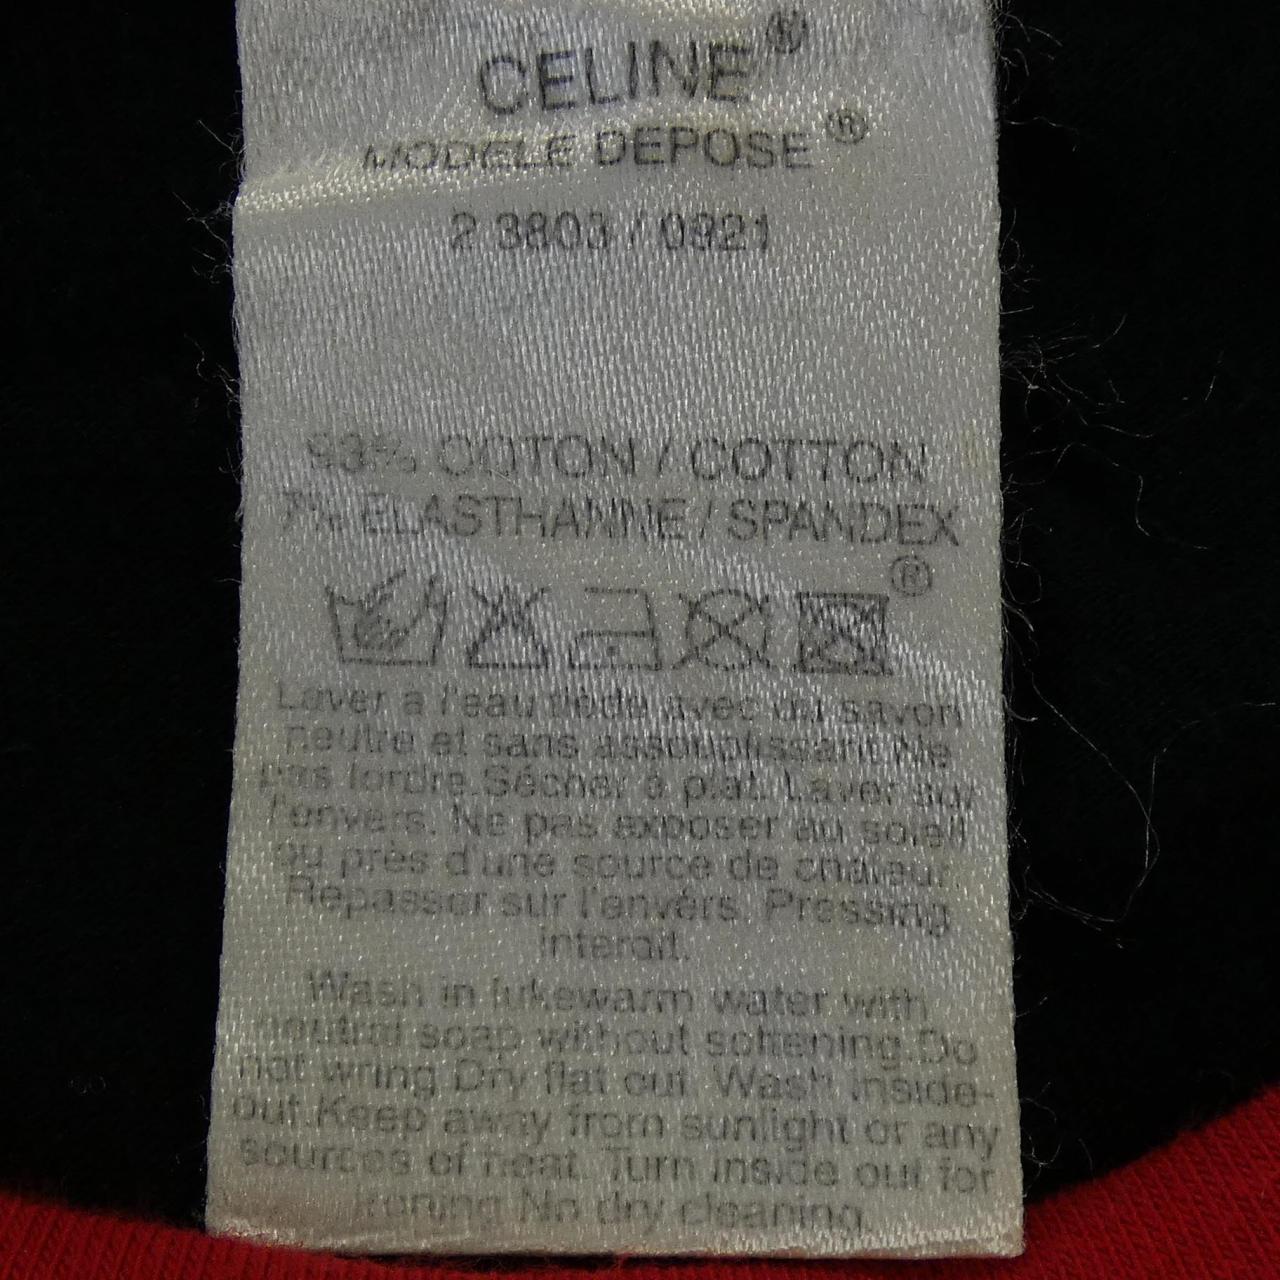 CELINE®
MODELE DEPOSE®
2 3803 / 0921
93% COTON / COTTON
7% ELASTHANNE / SPANDEX
®
Laver à l'eau tiède avec du savon
neutre et sans assouplissant. Ne
pas tordre. Sécher à plat. Laver sur
l'envers. Ne pas exposer au soleil
ou près d'une source de chaleur.
Repasser sur l'envers. Pressing
interdit.
Wash in lukewarm water with
neutral soap without softening. Do
not wring. Dry flat out. Wash inside-
out. Keep away from sunlight or any
sources of heat. Turn inside out for
ironing. No dry cleaning.